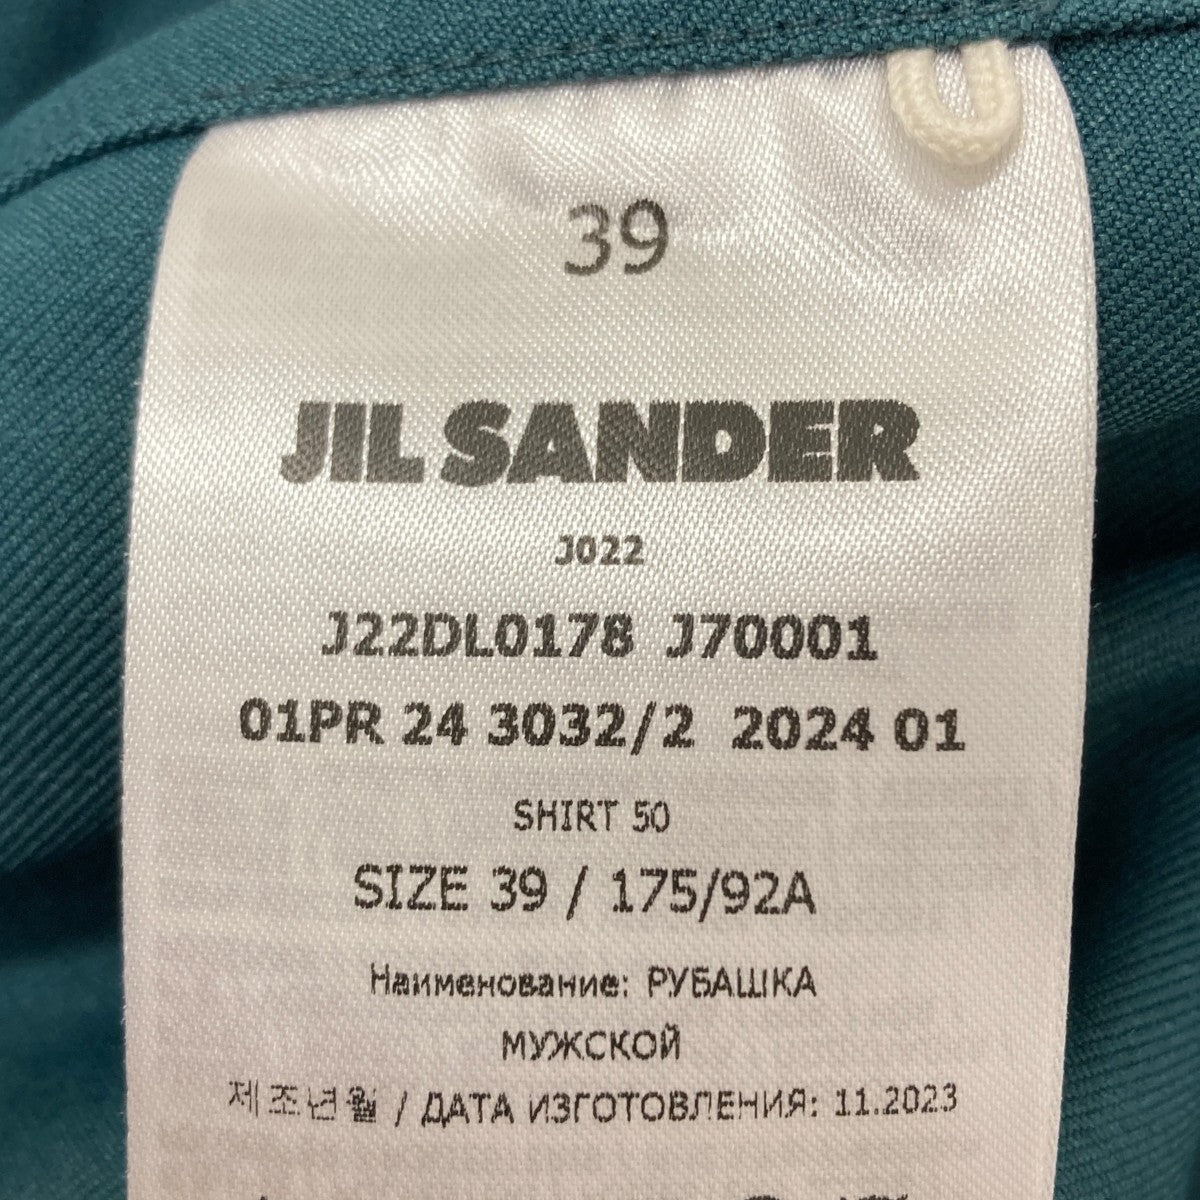 39
JIL SANDER
J022
J22DL0178 J70001
01PR 24 3032/2 2024 01
SHIRT 50
SIZE 39 / 175/92A
Наименование: РУБАШКА
МУЖСКОЙ
제조년월 / ДАТА ИЗГОТОВЛЕНИЯ: 11.2023